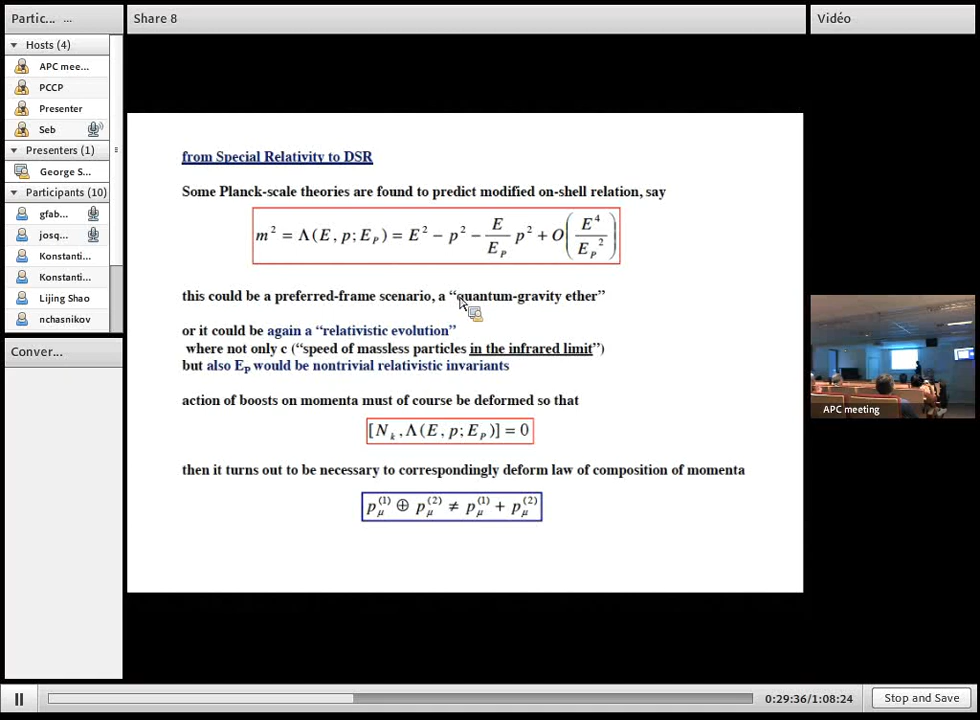 Partic... ...
Share 8
Vidéo
Hosts (4)
APC mee...
PCCP
Presenter
Seb
Presenters (1)
George S...
Participants (10)
gfab...
josq...
Konstanti...
Konstanti...
Lijing Shao
nchasnikov
Conver...
from Special Relativity to DSR
Some Planck-scale theories are found to predict modified on-shell relation, say
m² = Λ(E, p; E_P) = E² − p² − E/E_P p² + O(E⁴/E_P²)
this could be a preferred-frame scenario, a “quantum-gravity ether”
or it could be again a “relativistic evolution”
where not only c (“speed of massless particles in the infrared limit”)
but also E_P would be nontrivial relativistic invariants
action of boosts on momenta must of course be deformed so that
[N_k, Λ(E, p; E_P)] = 0
then it turns out to be necessary to correspondingly deform law of composition of momenta
p_μ^(1) ⊕ p_μ^(2) ≠ p_μ^(1) + p_μ^(2)
APC meeting
0:29:36/1:08:24
Stop and Save